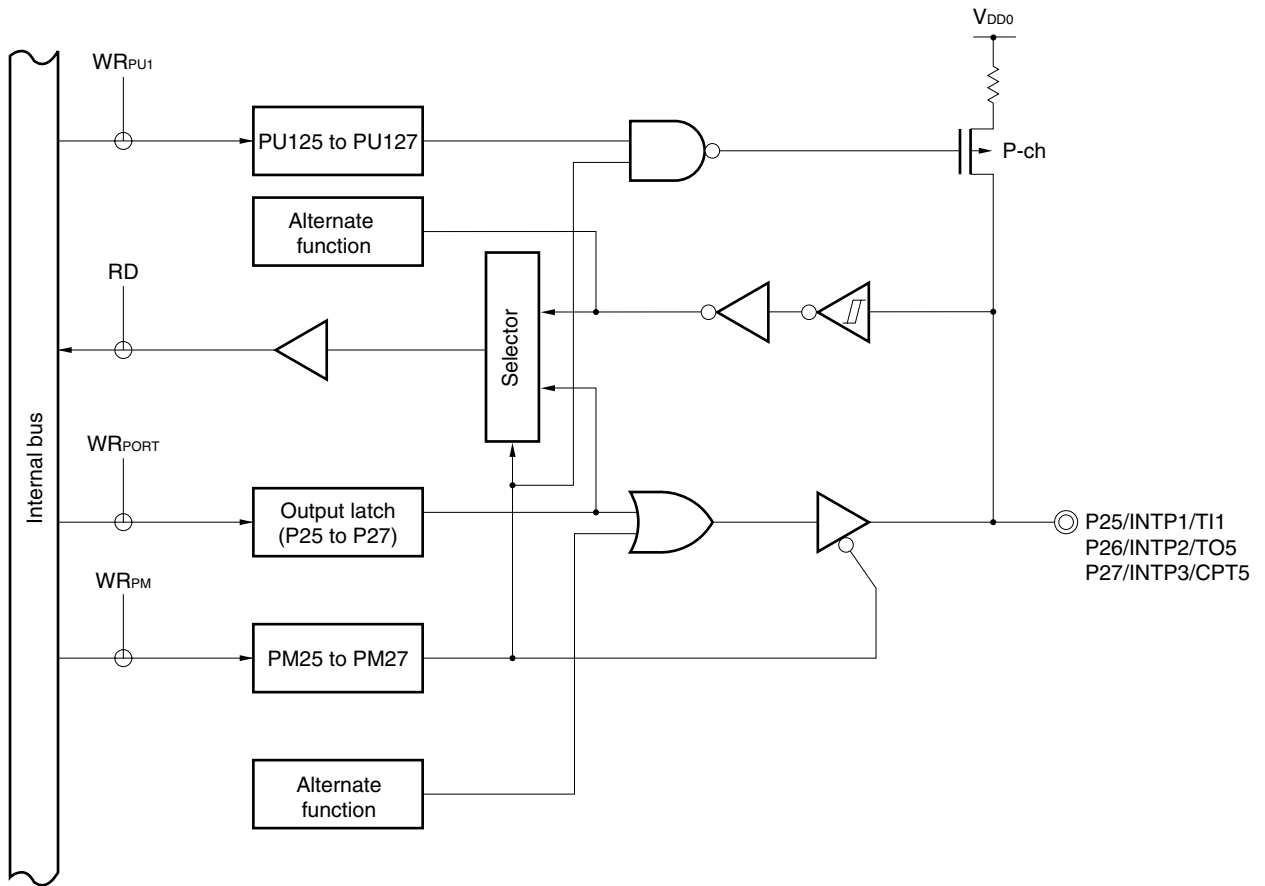 VDD0
WRPU1
PU125 to PU127
P-ch
Alternate
function
RD
Selector
Internal bus
WRPORT
Output latch
(P25 to P27)
P25/INTP1/TI1
P26/INTP2/TO5
P27/INTP3/CPT5
WRPM
PM25 to PM27
Alternate
function